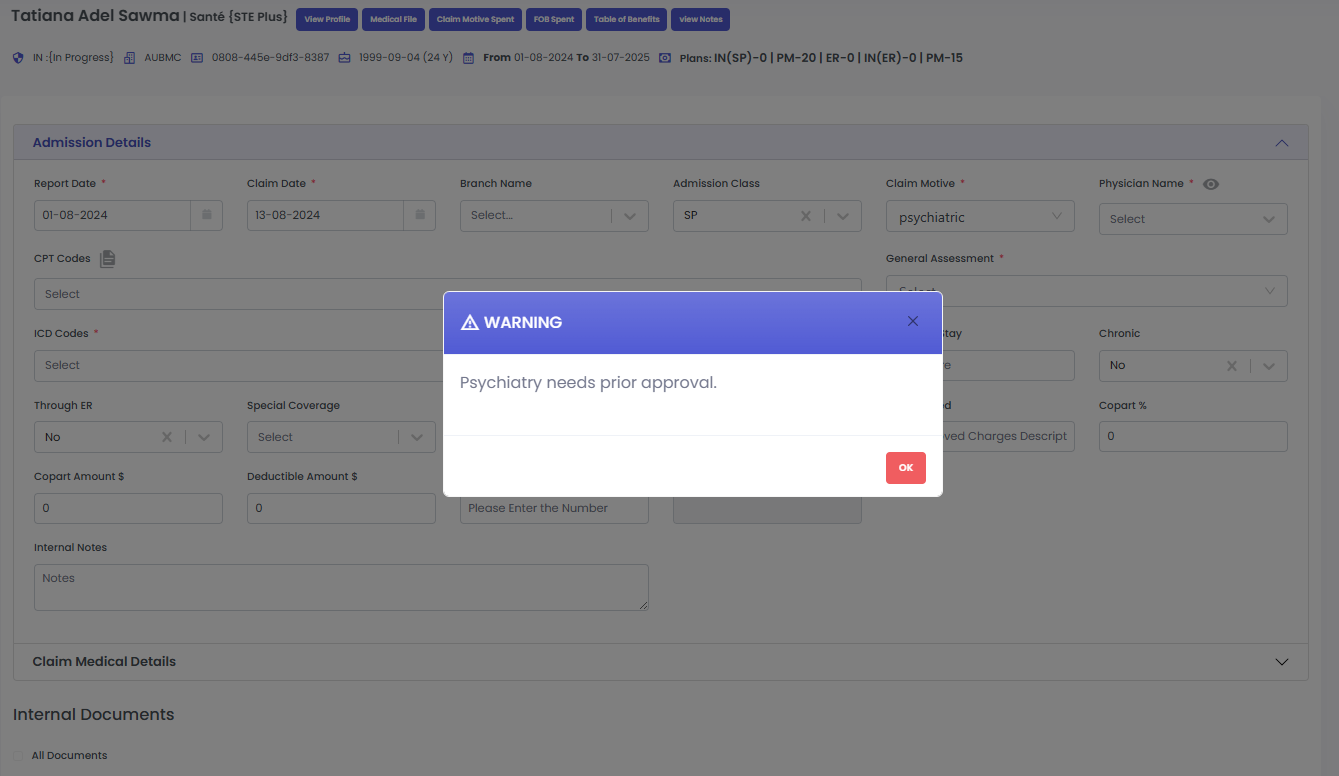 Tatiana Adel Sawma | Santé {STE Plus} View Profile Medical File Claim Motive Spent FOB Spent Table of Benefits view Notes
IN :{In Progress} AUBMC 0808-445e-9df3-8387 1999-09-04 (24 Y) From 01-08-2024 To 31-07-2025 Plans: IN(SP)-0 | PM-20 | ER-0 | IN(ER)-0 | PM-15
Admission Details
Report Date * Claim Date * Branch Name Admission Class Claim Motive * Physician Name *
01-08-2024 13-08-2024 Select... SP psychiatric Select
CPT Codes General Assessment *
Select Select
WARNING
ICD Codes * Stay Chronic
Select No
Psychiatry needs prior approval.
Through ER Special Coverage Copart %
No Select ved Charges Descript 0
OK
Copart Amount $ Deductible Amount $
0 0 Please Enter the Number
Internal Notes
Notes
Claim Medical Details
Internal Documents
All Documents